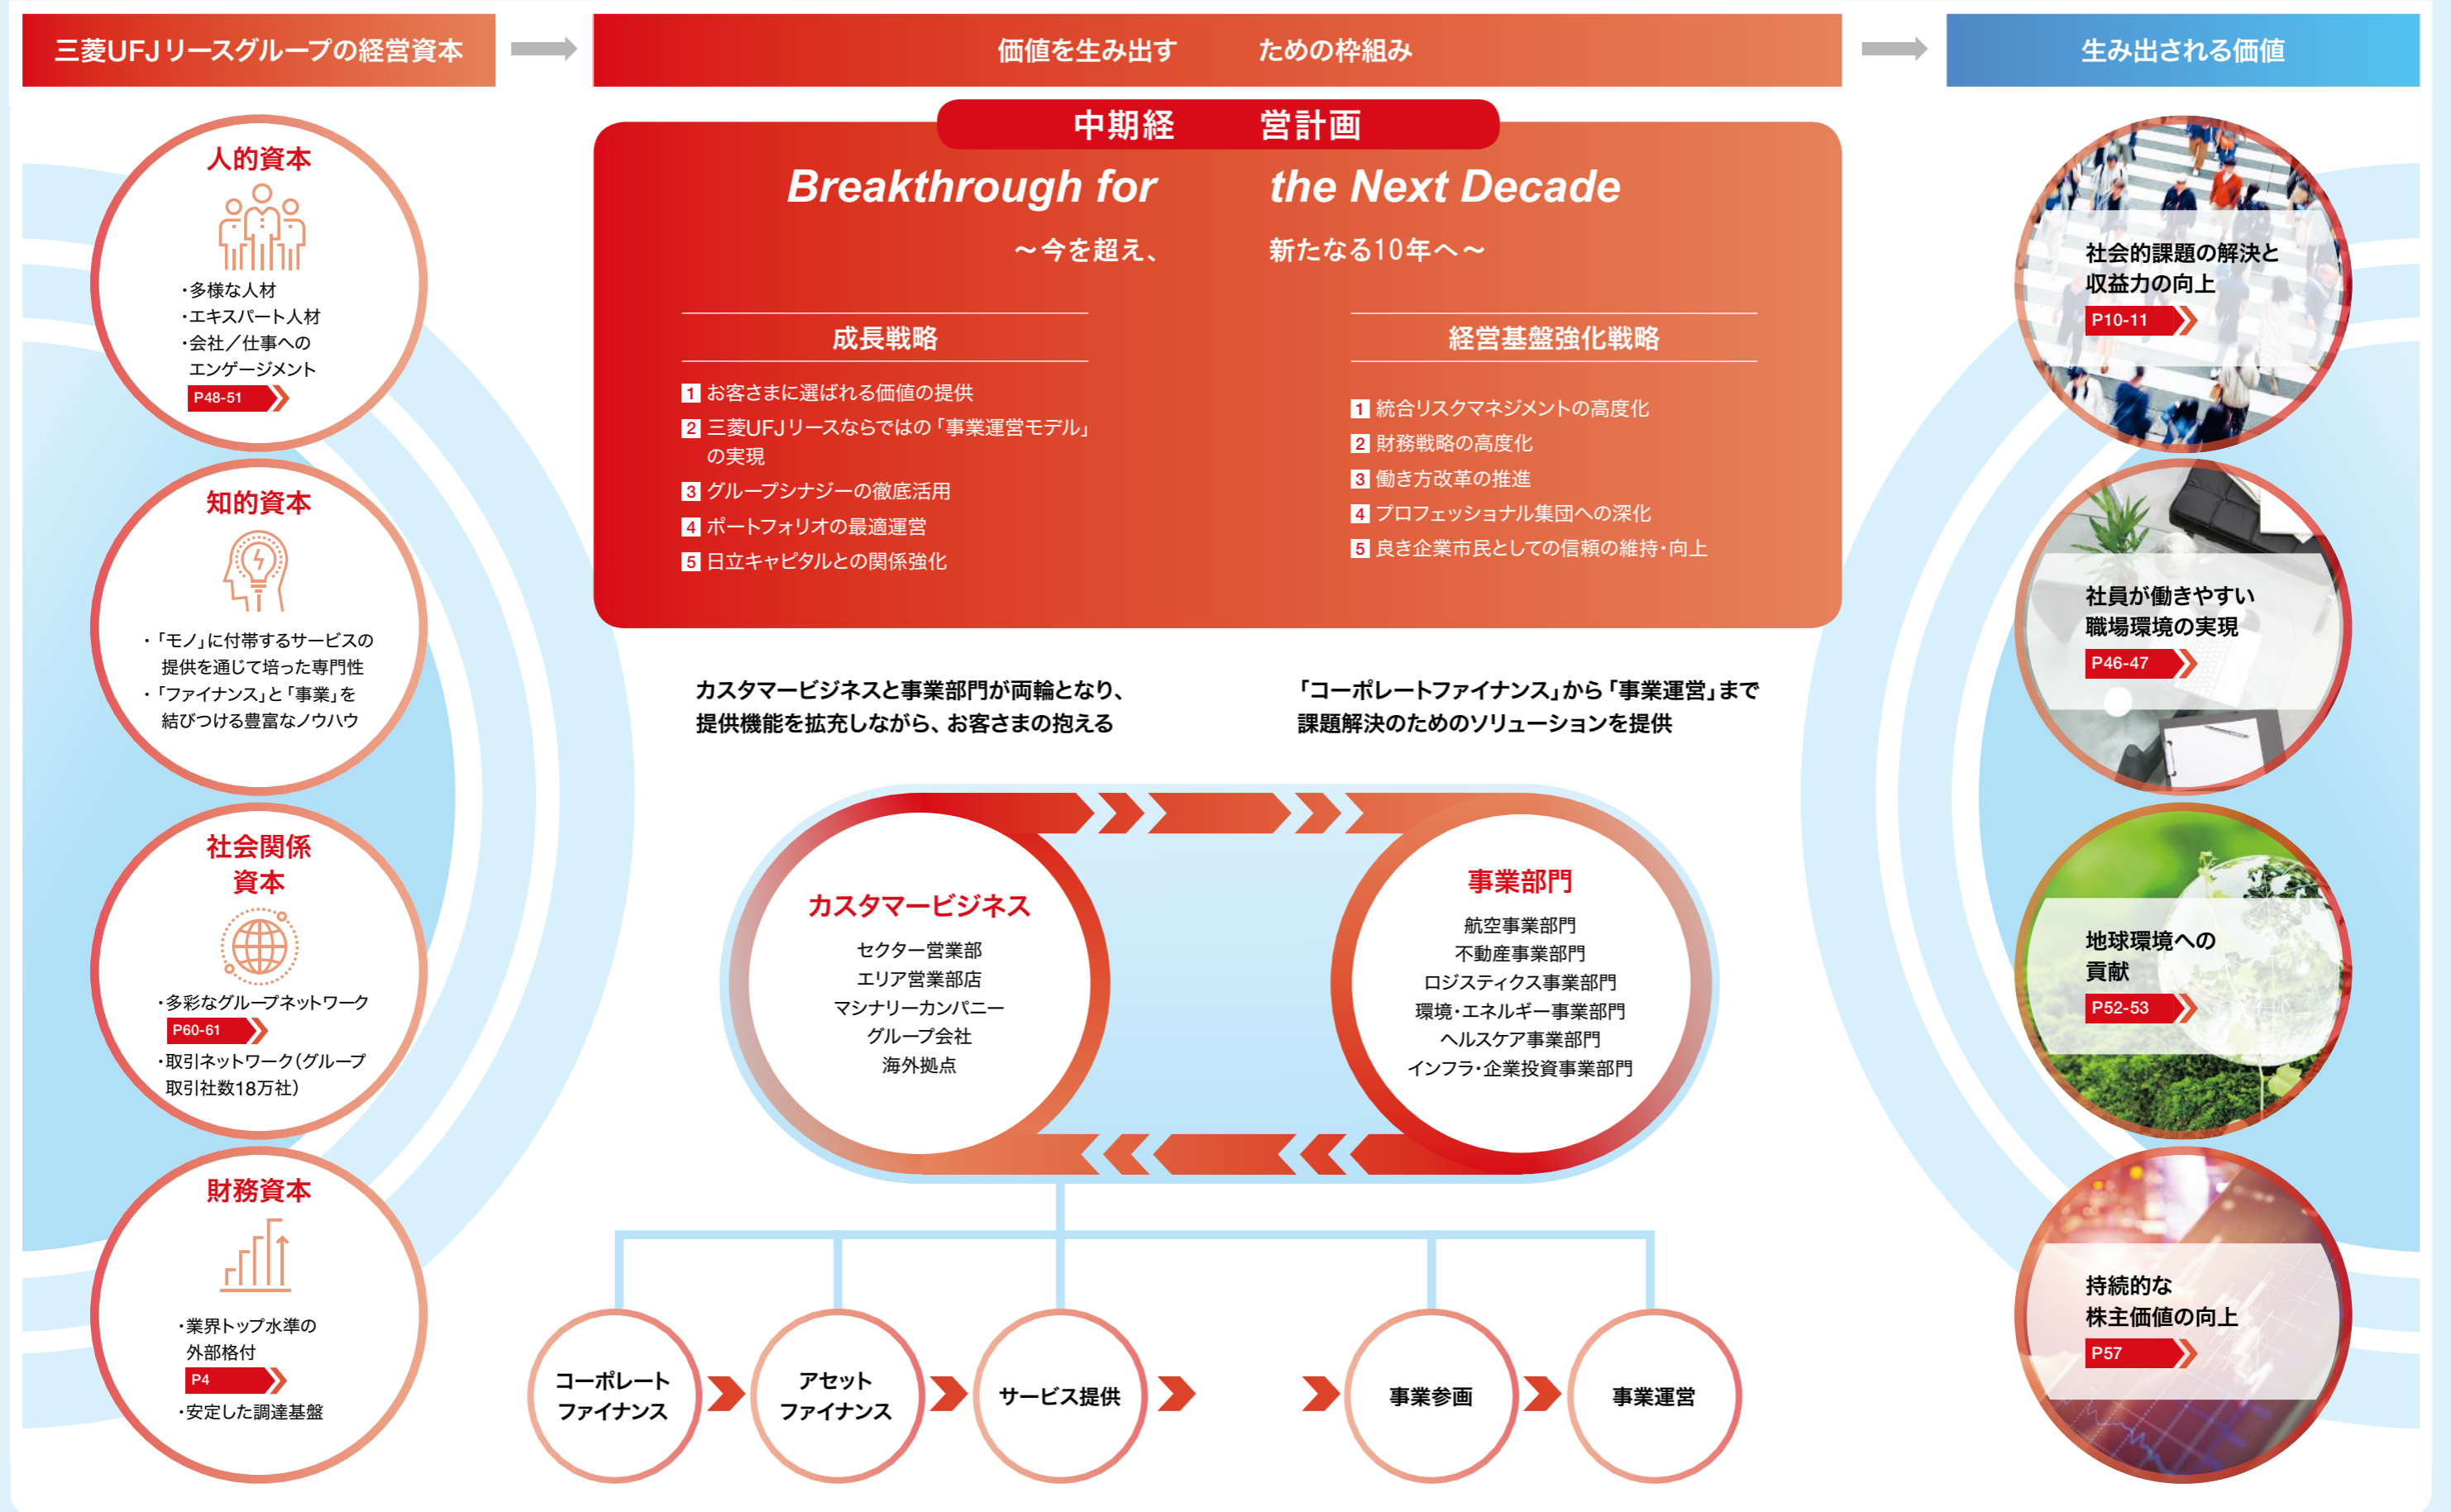 三菱UFJリースグループの経営資本
価値を生み出す ための枠組み
生み出される価値
人的資本
・多様な人材
・エキスパート人材
・会社／仕事への
エンゲージメント
P48-51
知的資本
・「モノ」に付帯するサービスの
提供を通じて培った専門性
・「ファイナンス」と「事業」を
結びつける豊富なノウハウ
社会関係
資本
・多彩なグループネットワーク
P60-61
・取引ネットワーク（グループ
取引社数18万社）
財務資本
・業界トップ水準の
外部格付
P4
・安定した調達基盤
中期経 営計画
Breakthrough for the Next Decade
～今を超え、 新たなる10年へ～
成長戦略
1 お客さまに選ばれる価値の提供
2 三菱UFJリースならではの「事業運営モデル」
の実現
3 グループシナジーの徹底活用
4 ポートフォリオの最適運営
5 日立キャピタルとの関係強化
経営基盤強化戦略
1 統合リスクマネジメントの高度化
2 財務戦略の高度化
3 働き方改革の推進
4 プロフェッショナル集団への深化
5 良き企業市民としての信頼の維持・向上
カスタマービジネスと事業部門が両輪となり、
提供機能を拡充しながら、お客さまの抱える
「コーポレートファイナンス」から「事業運営」まで
課題解決のためのソリューションを提供
カスタマービジネス
セクター営業部
エリア営業部店
マシナリーカンパニー
グループ会社
海外拠点
事業部門
航空事業部門
不動産事業部門
ロジスティクス事業部門
環境・エネルギー事業部門
ヘルスケア事業部門
インフラ・企業投資事業部門
コーポレート
ファイナンス
アセット
ファイナンス
サービス提供
事業参画
事業運営
社会的課題の解決と
収益力の向上
P10-11
社員が働きやすい
職場環境の実現
P46-47
地球環境への
貢献
P52-53
持続的な
株主価値の向上
P57